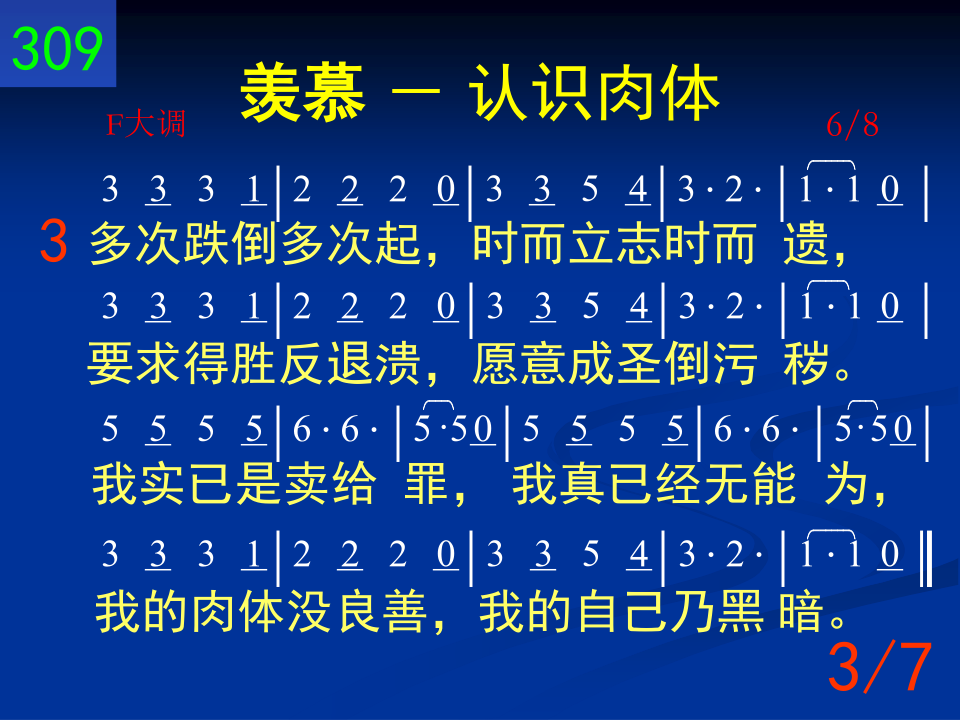 309
羡慕 － 认识肉体
F大调 6/8
3 3 3 1 | 2 2 2 0 | 3 3 5 4 | 3 · 2 · | 1 · 1 0 |
3 多次跌倒多次起，时而立志时而 遗，
3 3 3 1 | 2 2 2 0 | 3 3 5 4 | 3 · 2 · | 1 · 1 0 |
要求得胜反退溃，愿意成圣倒污 秽。
5 5 5 5 | 6 · 6 · | 5 · 5 0 | 5 5 5 5 | 6 · 6 · | 5 · 5 0 |
我实已是卖给 罪， 我真已经无能 为，
3 3 3 1 | 2 2 2 0 | 3 3 5 4 | 3 · 2 · | 1 · 1 0 ‖
我的肉体没良善，我的自己乃黑 暗。
3/7